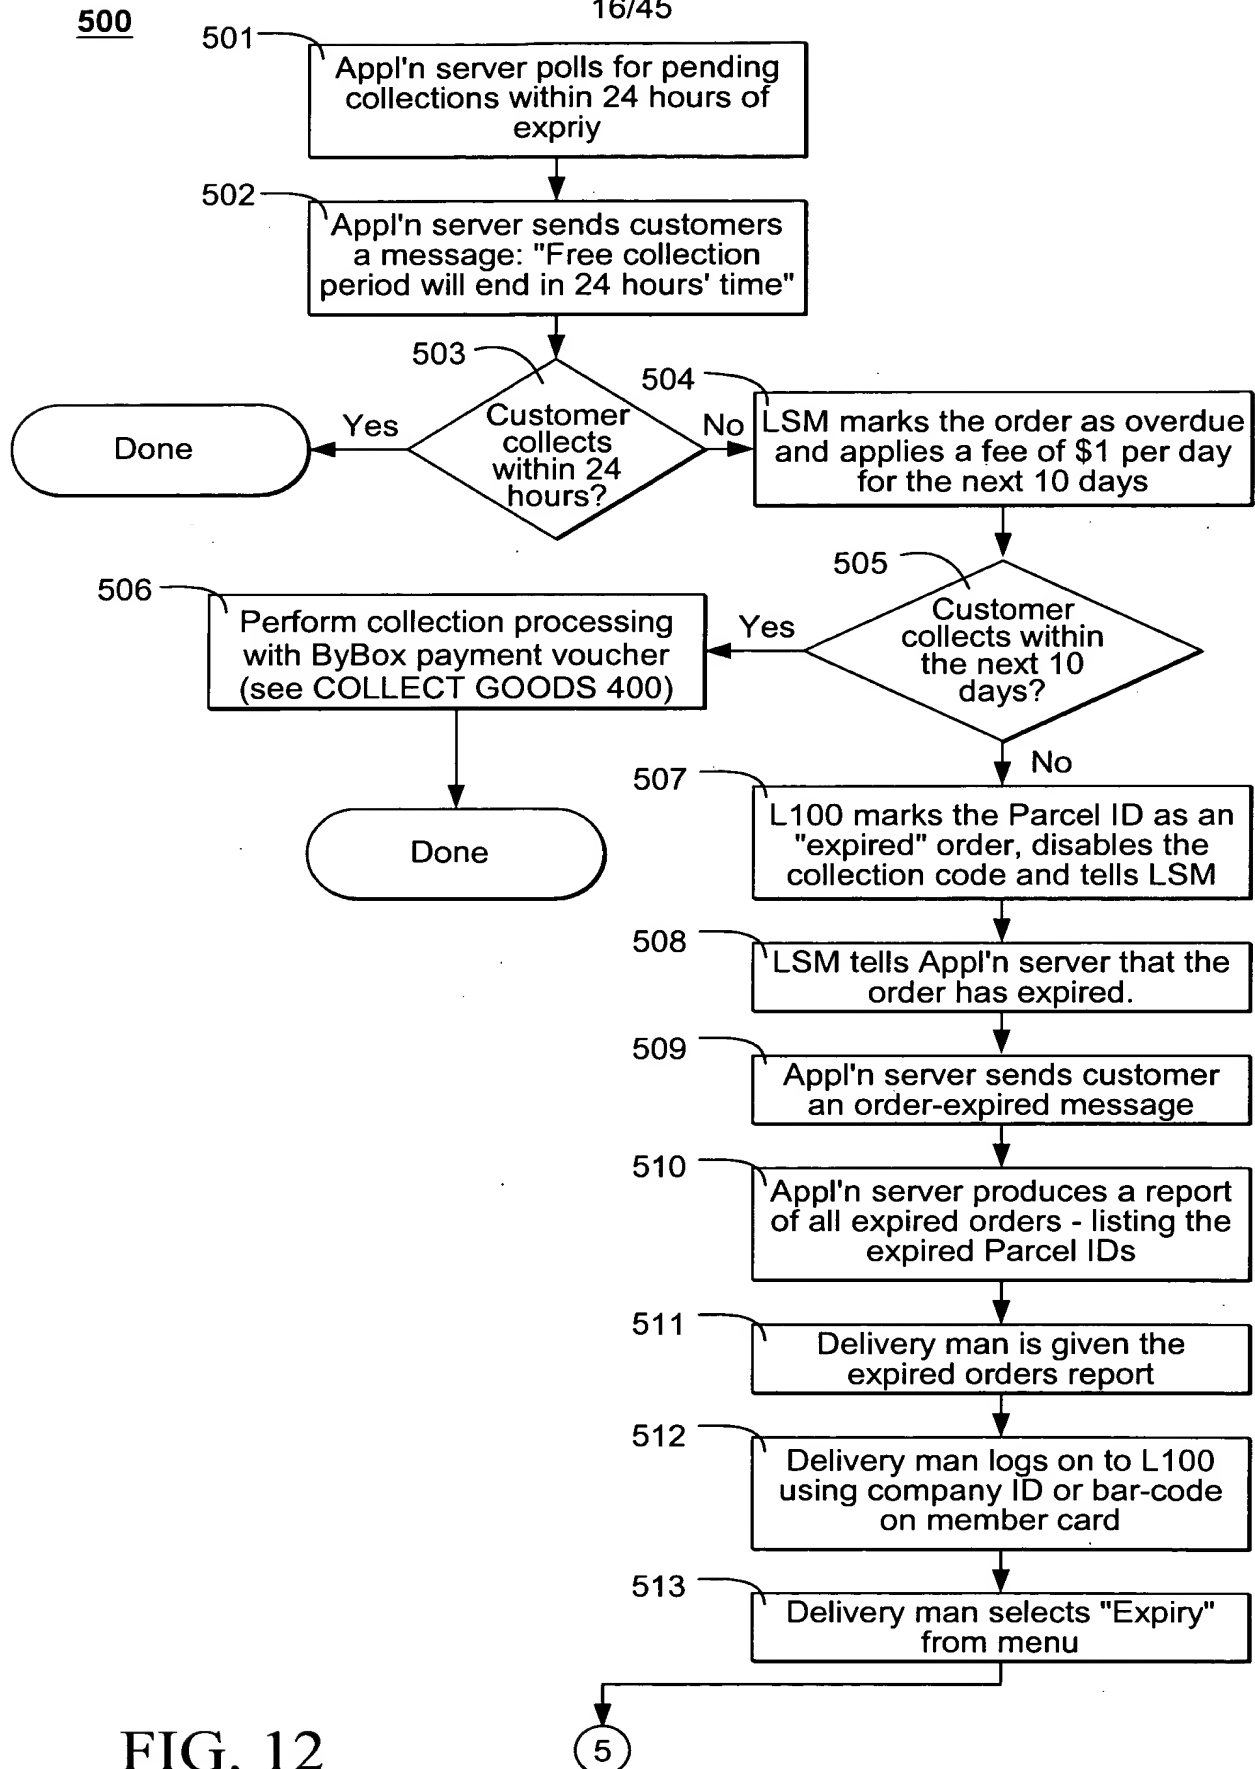 500
16/45
501
Appl'n server polls for pending
collections within 24 hours of
expriy
502
Appl'n server sends customers
a message: "Free collection
period will end in 24 hours' time"
503
Customer
collects
within 24
hours?
Yes
Done
No
504
LSM marks the order as overdue
and applies a fee of $1 per day
for the next 10 days
505
Customer
collects within
the next 10
days?
Yes
506
Perform collection processing
with ByBox payment voucher
(see COLLECT GOODS 400)
Done
No
507
L100 marks the Parcel ID as an
"expired" order, disables the
collection code and tells LSM
508
LSM tells Appl'n server that the
order has expired.
509
Appl'n server sends customer
an order-expired message
510
Appl'n server produces a report
of all expired orders - listing the
expired Parcel IDs
511
Delivery man is given the
expired orders report
512
Delivery man logs on to L100
using company ID or bar-code
on member card
513
Delivery man selects "Expiry"
from menu
5
FIG. 12